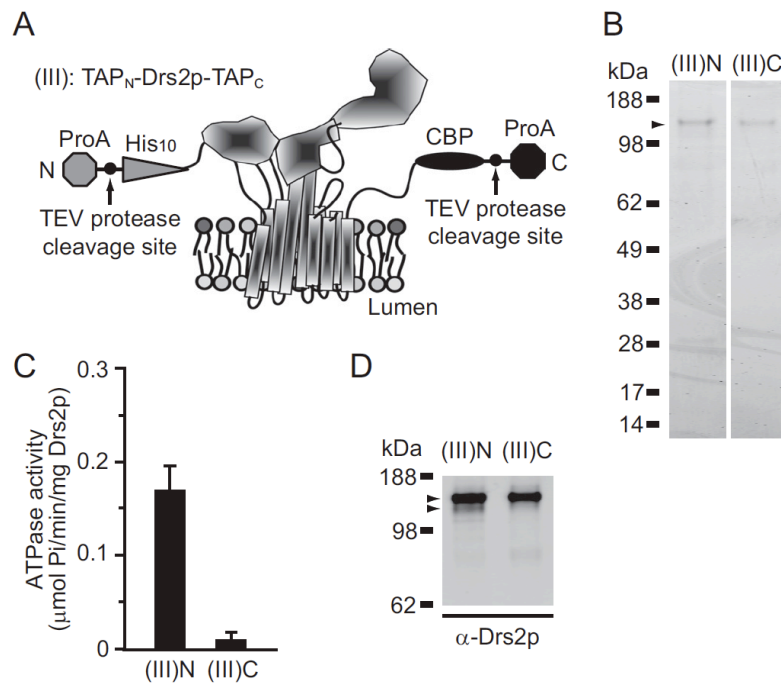 A
(III): TAPN-Drs2p-TAPC
ProA
His10
N
TEV protease
cleavage site
CBP
ProA
C
TEV protease
cleavage site
Lumen
B
(III)N (III)C
kDa
188
98
62
49
38
28
17
14
C
ATPase activity
(μmol Pi/min/mg Drs2p)
0.3
0.2
0.1
0
(III)N (III)C
D
kDa
(III)N (III)C
188
98
62
α-Drs2p